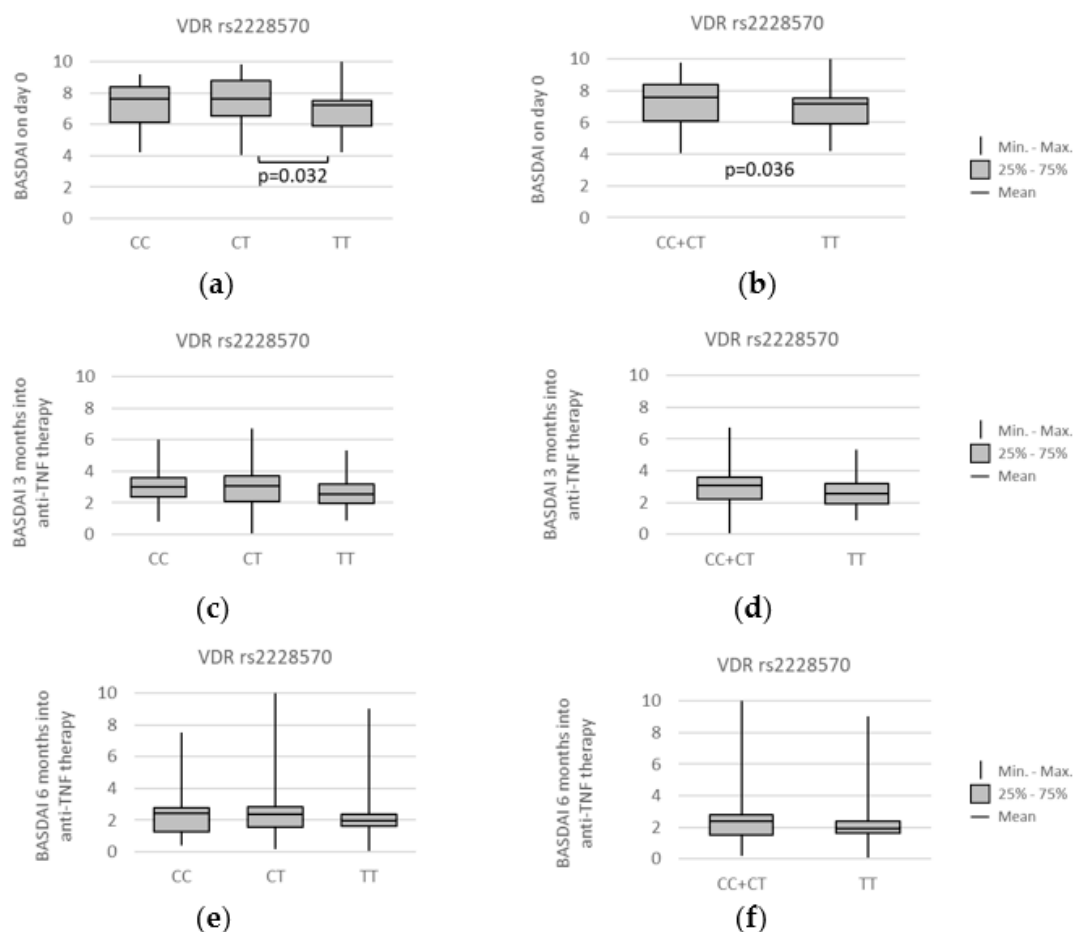 VDR rs2228570
BASDAI on day 0
10
8
6
4
2
0
p=0.032
CC CT TT
(a)
VDR rs2228570
BASDAI on day 0
10
8
6
4
2
0
p=0.036
CC+CT TT
(b)
Min. - Max.
25% - 75%
Mean
VDR rs2228570
BASDAI 3 months into
anti-TNF therapy
10
8
6
4
2
0
CC CT TT
(c)
VDR rs2228570
BASDAI 3 months into
anti-TNF therapy
10
8
6
4
2
0
CC+CT TT
(d)
Min. - Max.
25% - 75%
Mean
VDR rs2228570
BASDAI 6 months into
anti-TNF therapy
10
8
6
4
2
0
CC CT TT
(e)
VDR rs2228570
BASDAI 6 months into
anti-TNF therapy
10
8
6
4
2
0
CC+CT TT
(f)
Min. - Max.
25% - 75%
Mean